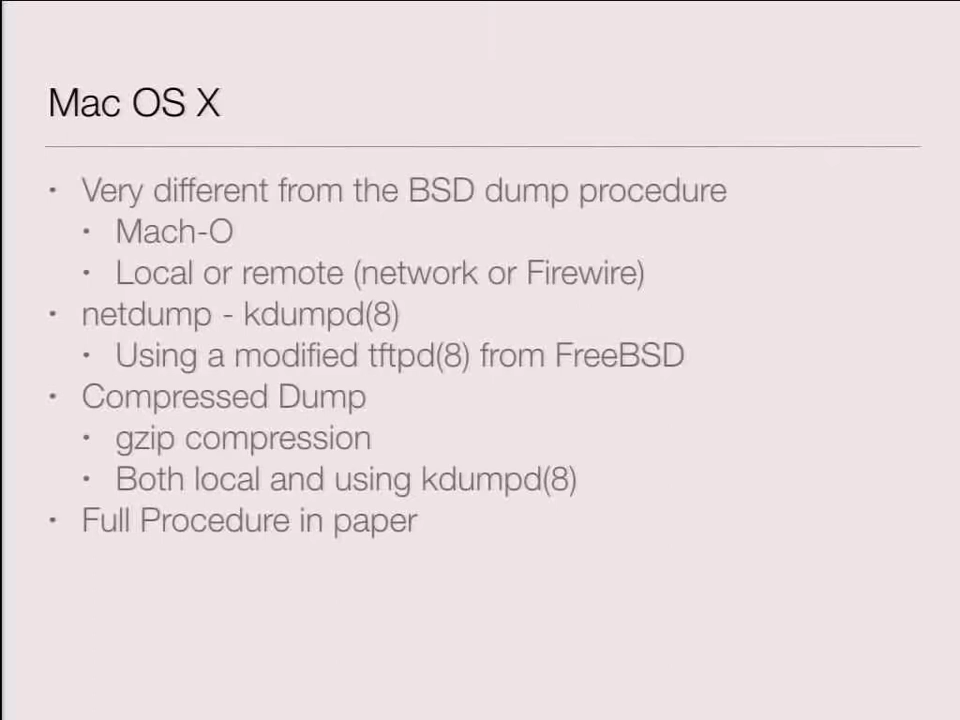 Mac OS X
• Very different from the BSD dump procedure
• Mach-O
• Local or remote (network or Firewire)
• netdump - kdumpd(8)
• Using a modified tftpd(8) from FreeBSD
• Compressed Dump
• gzip compression
• Both local and using kdumpd(8)
• Full Procedure in paper